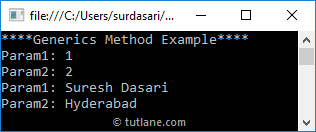 file:///C:/Users/surdasari/...
****Generics Method Example****
Param1: 1
Param2: 2
Param1: Suresh Dasari
Param2: Hyderabad
© tutlane.com